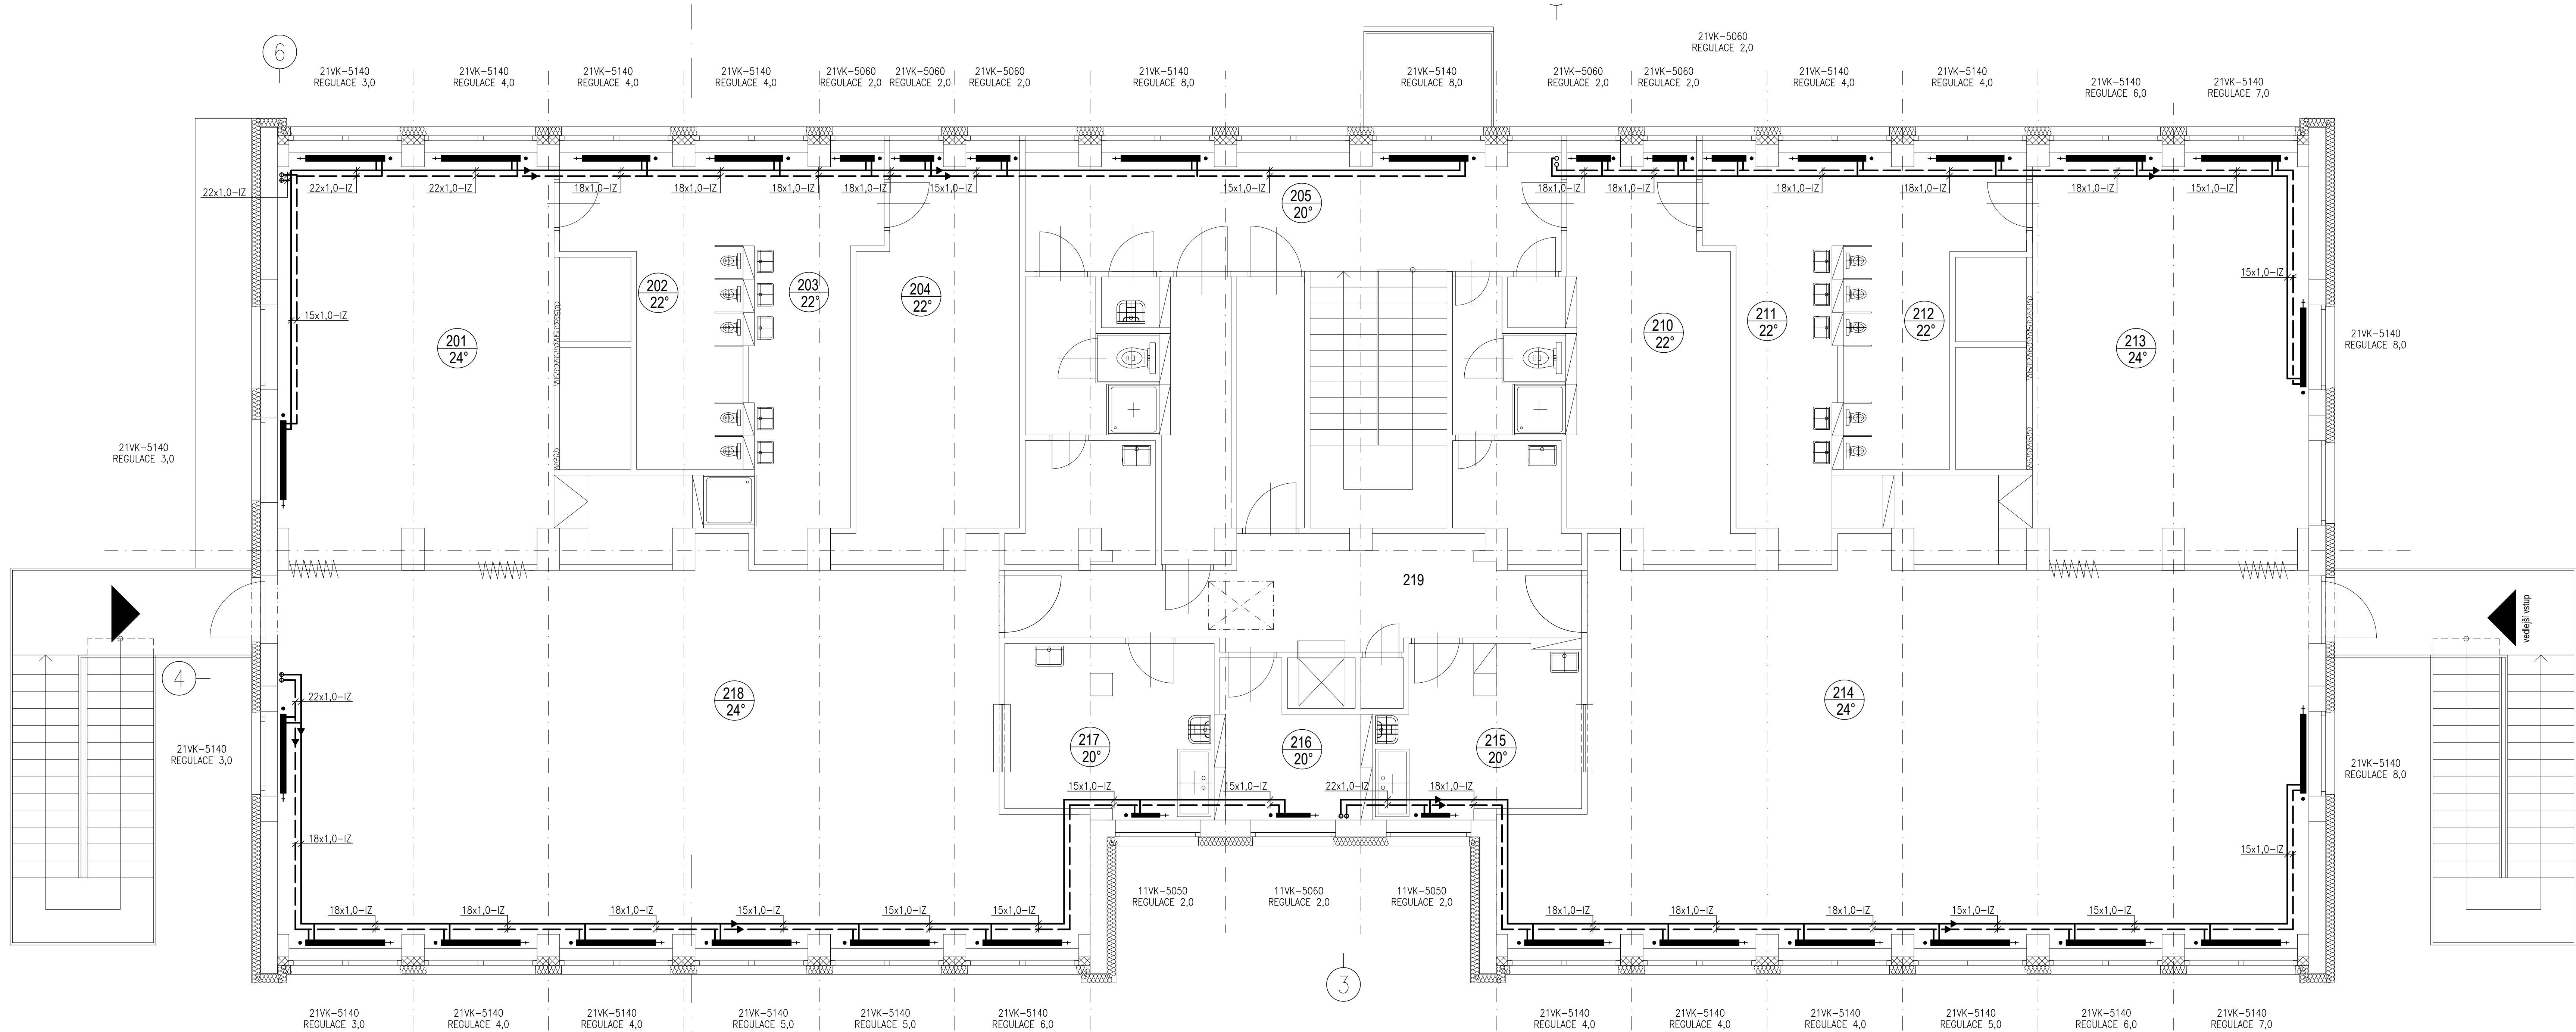 21VK-5060
REGULACE 2,0
6
21VK-5140
REGULACE 3,0
21VK-5140
REGULACE 4,0
21VK-5140
REGULACE 4,0
21VK-5140
REGULACE 4,0
21VK-5060
REGULACE 2,0
21VK-5060
REGULACE 2,0
21VK-5060
REGULACE 2,0
21VK-5140
REGULACE 8,0
21VK-5140
REGULACE 8,0
21VK-5060
REGULACE 2,0
21VK-5060
REGULACE 2,0
21VK-5140
REGULACE 4,0
21VK-5140
REGULACE 4,0
21VK-5140
REGULACE 6,0
21VK-5140
REGULACE 7,0
22x1,0-IZ
22x1,0-IZ
22x1,0-IZ
18x1,0-IZ
18x1,0-IZ
18x1,0-IZ
18x1,0-IZ
15x1,0-IZ
15x1,0-IZ
18x1,0-IZ
18x1,0-IZ
18x1,0-IZ
18x1,0-IZ
18x1,0-IZ
15x1,0-IZ
205
20°
15x1,0-IZ
202
22°
203
22°
204
22°
15x1,0-IZ
201
24°
210
22°
211
22°
212
22°
213
24°
21VK-5140
REGULACE 8,0
21VK-5140
REGULACE 3,0
219
vedlejší vstup
4
22x1,0-IZ
218
24°
214
24°
21VK-5140
REGULACE 3,0
217
20°
216
20°
215
20°
21VK-5140
REGULACE 8,0
15x1,0-IZ
15x1,0-IZ
22x1,0-IZ
18x1,0-IZ
18x1,0-IZ
15x1,0-IZ
11VK-5050
REGULACE 2,0
11VK-5060
REGULACE 2,0
11VK-5050
REGULACE 2,0
18x1,0-IZ
18x1,0-IZ
18x1,0-IZ
15x1,0-IZ
15x1,0-IZ
15x1,0-IZ
18x1,0-IZ
18x1,0-IZ
18x1,0-IZ
15x1,0-IZ
15x1,0-IZ
3
21VK-5140
REGULACE 3,0
21VK-5140
REGULACE 4,0
21VK-5140
REGULACE 4,0
21VK-5140
REGULACE 5,0
21VK-5140
REGULACE 5,0
21VK-5140
REGULACE 6,0
21VK-5140
REGULACE 4,0
21VK-5140
REGULACE 4,0
21VK-5140
REGULACE 4,0
21VK-5140
REGULACE 5,0
21VK-5140
REGULACE 6,0
21VK-5140
REGULACE 7,0